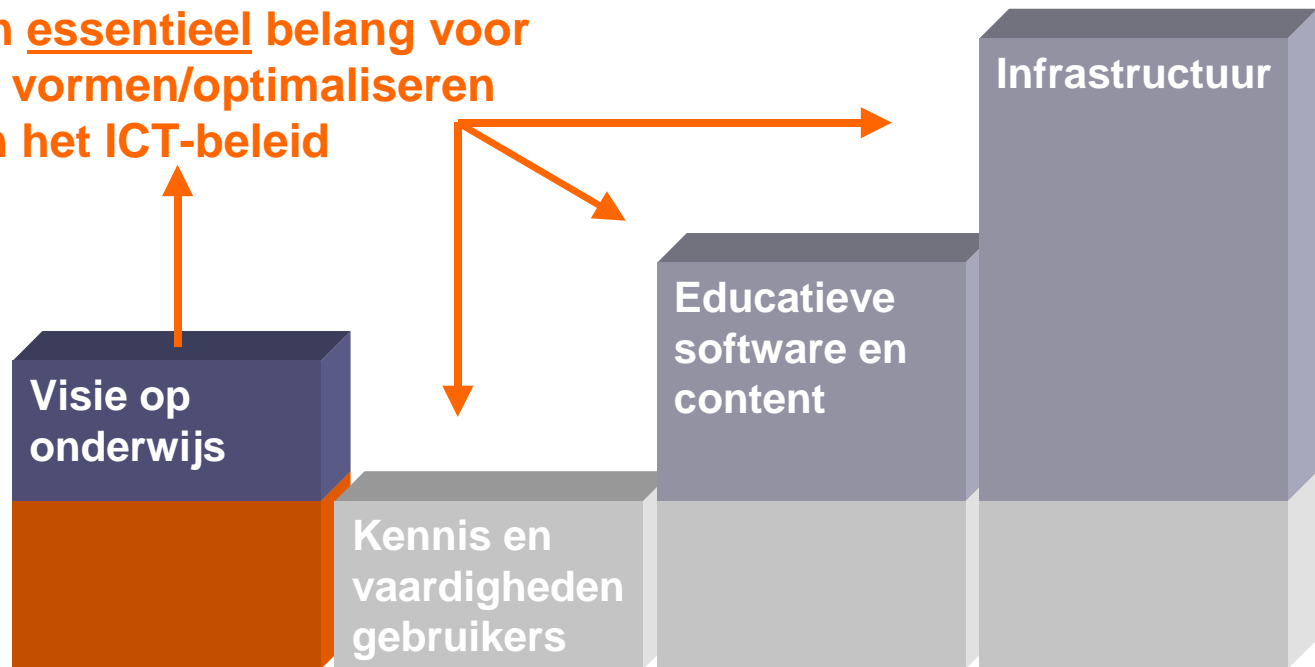 essentieel belang voor
vormen/optimaliseren
het ICT-beleid
Infrastructuur
Educatieve
software en
content
Visie op
onderwijs
Kennis en
vaardigheden
gebruikers